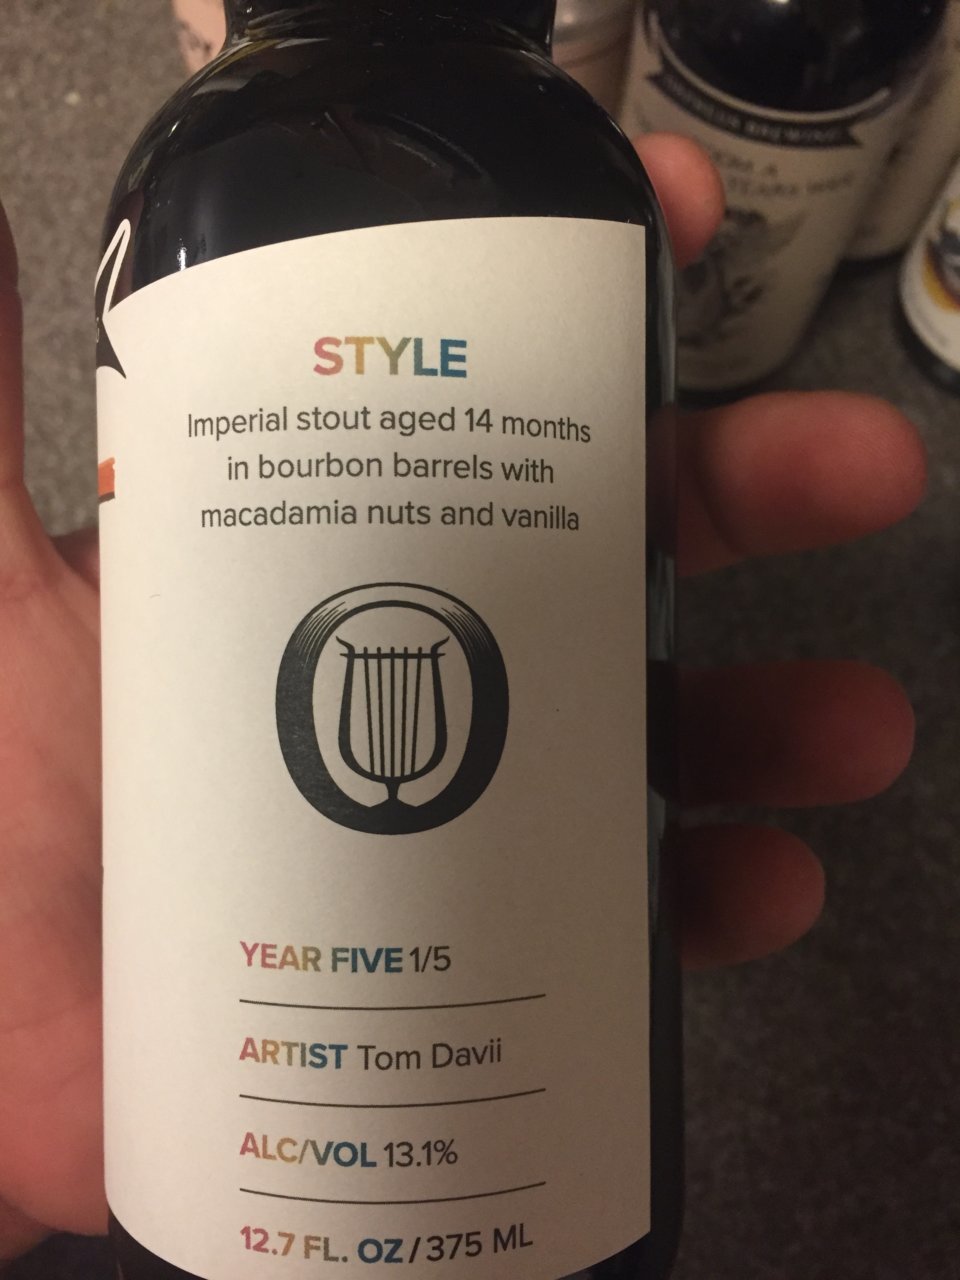 BREWING
STYLE
Imperial stout aged 14 months
in bourbon barrels with
macadamia nuts and vanilla
YEAR FIVE 1/5
ARTIST Tom Davii
ALC/VOL 13.1%
12.7 FL. OZ / 375 ML